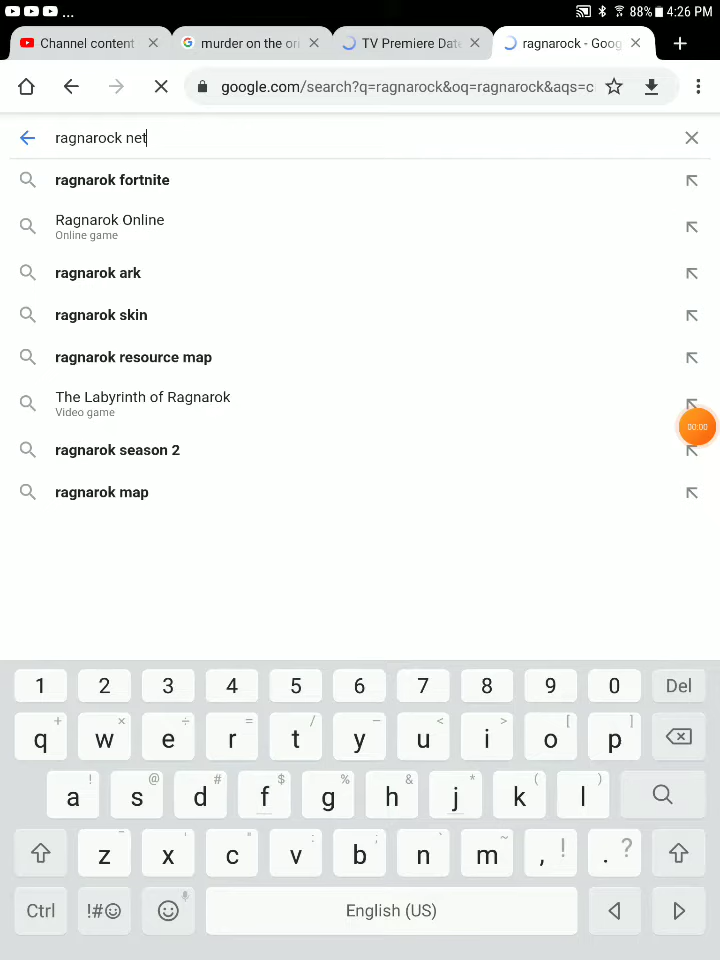 ... 88% 4:26 PM
Channel content murder on the ori TV Premiere Date ragnarock - Goog
google.com/search?q=ragnarock&oq=ragnarock&aqs=c
ragnarock net
ragnarok fortnite
Ragnarok Online
Online game
ragnarok ark
ragnarok skin
ragnarok resource map
The Labyrinth of Ragnarok
Video game
00:00
ragnarok season 2
ragnarok map
1 2 3 4 5 6 7 8 9 0 Del
+ × ÷ = / _ < > [ ]
q w e r t y u i o p
! @ # $ % & * ( )
a s d f g h j k l
- ' " : ; ` ~ ! ?
z x c v b n m , .
Ctrl !#☺ English (US)